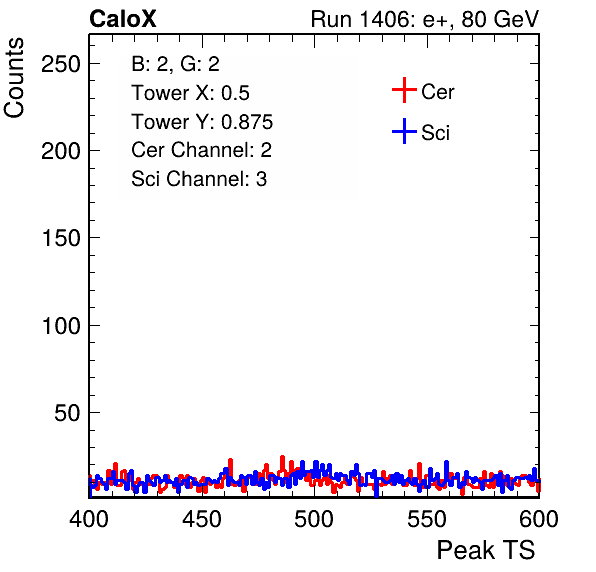 CaloX Run 1406: e+, 80 GeV
B: 2, G: 2
Tower X: 0.5
Tower Y: 0.875
Cer Channel: 2
Sci Channel: 3
Cer
Sci
Counts
250
200
150
100
50
400 450 500 550 600
Peak TS